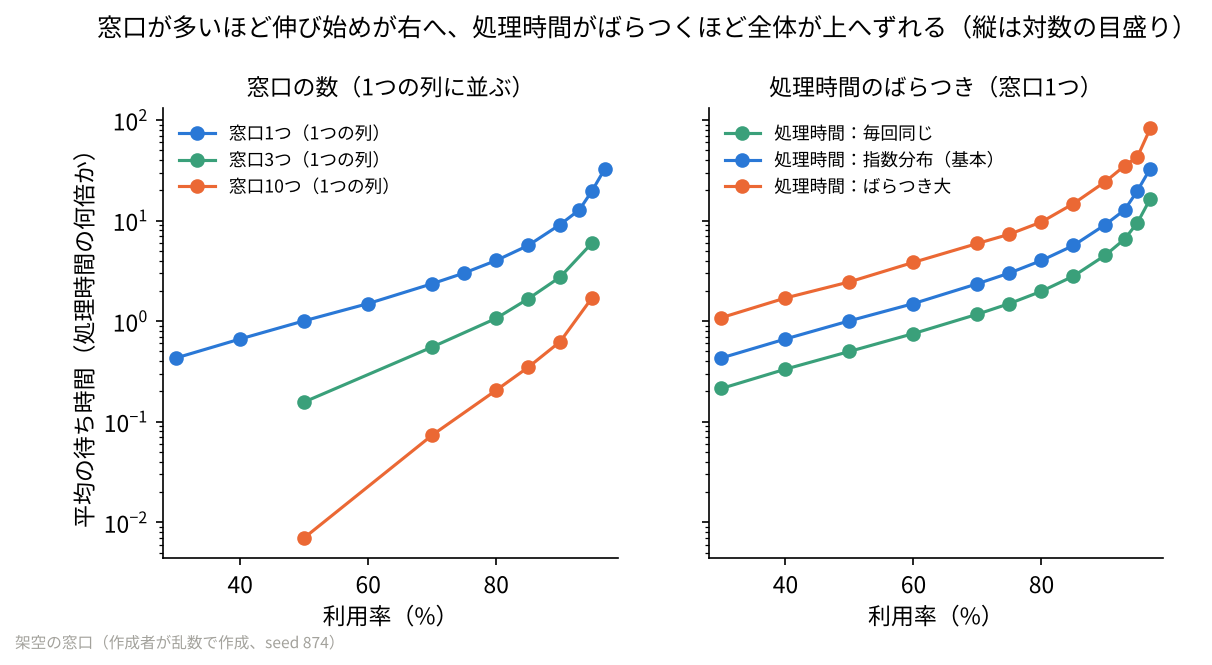 窓口が多いほど伸び始めが右へ、処理時間がばらつくほど全体が上へずれる（縦は対数の目盛り）
窓口の数（1つの列に並ぶ）
平均の待ち時間（処理時間の何倍か）
10²
10¹
10⁰
10⁻¹
10⁻²
窓口1つ（1つの列）
窓口3つ（1つの列）
窓口10つ（1つの列）
40 60 80
利用率（%）
処理時間のばらつき（窓口1つ）
処理時間：毎回同じ
処理時間：指数分布（基本）
処理時間：ばらつき大
40 60 80
利用率（%）
架空の窓口（作成者が乱数で作成、seed 874）